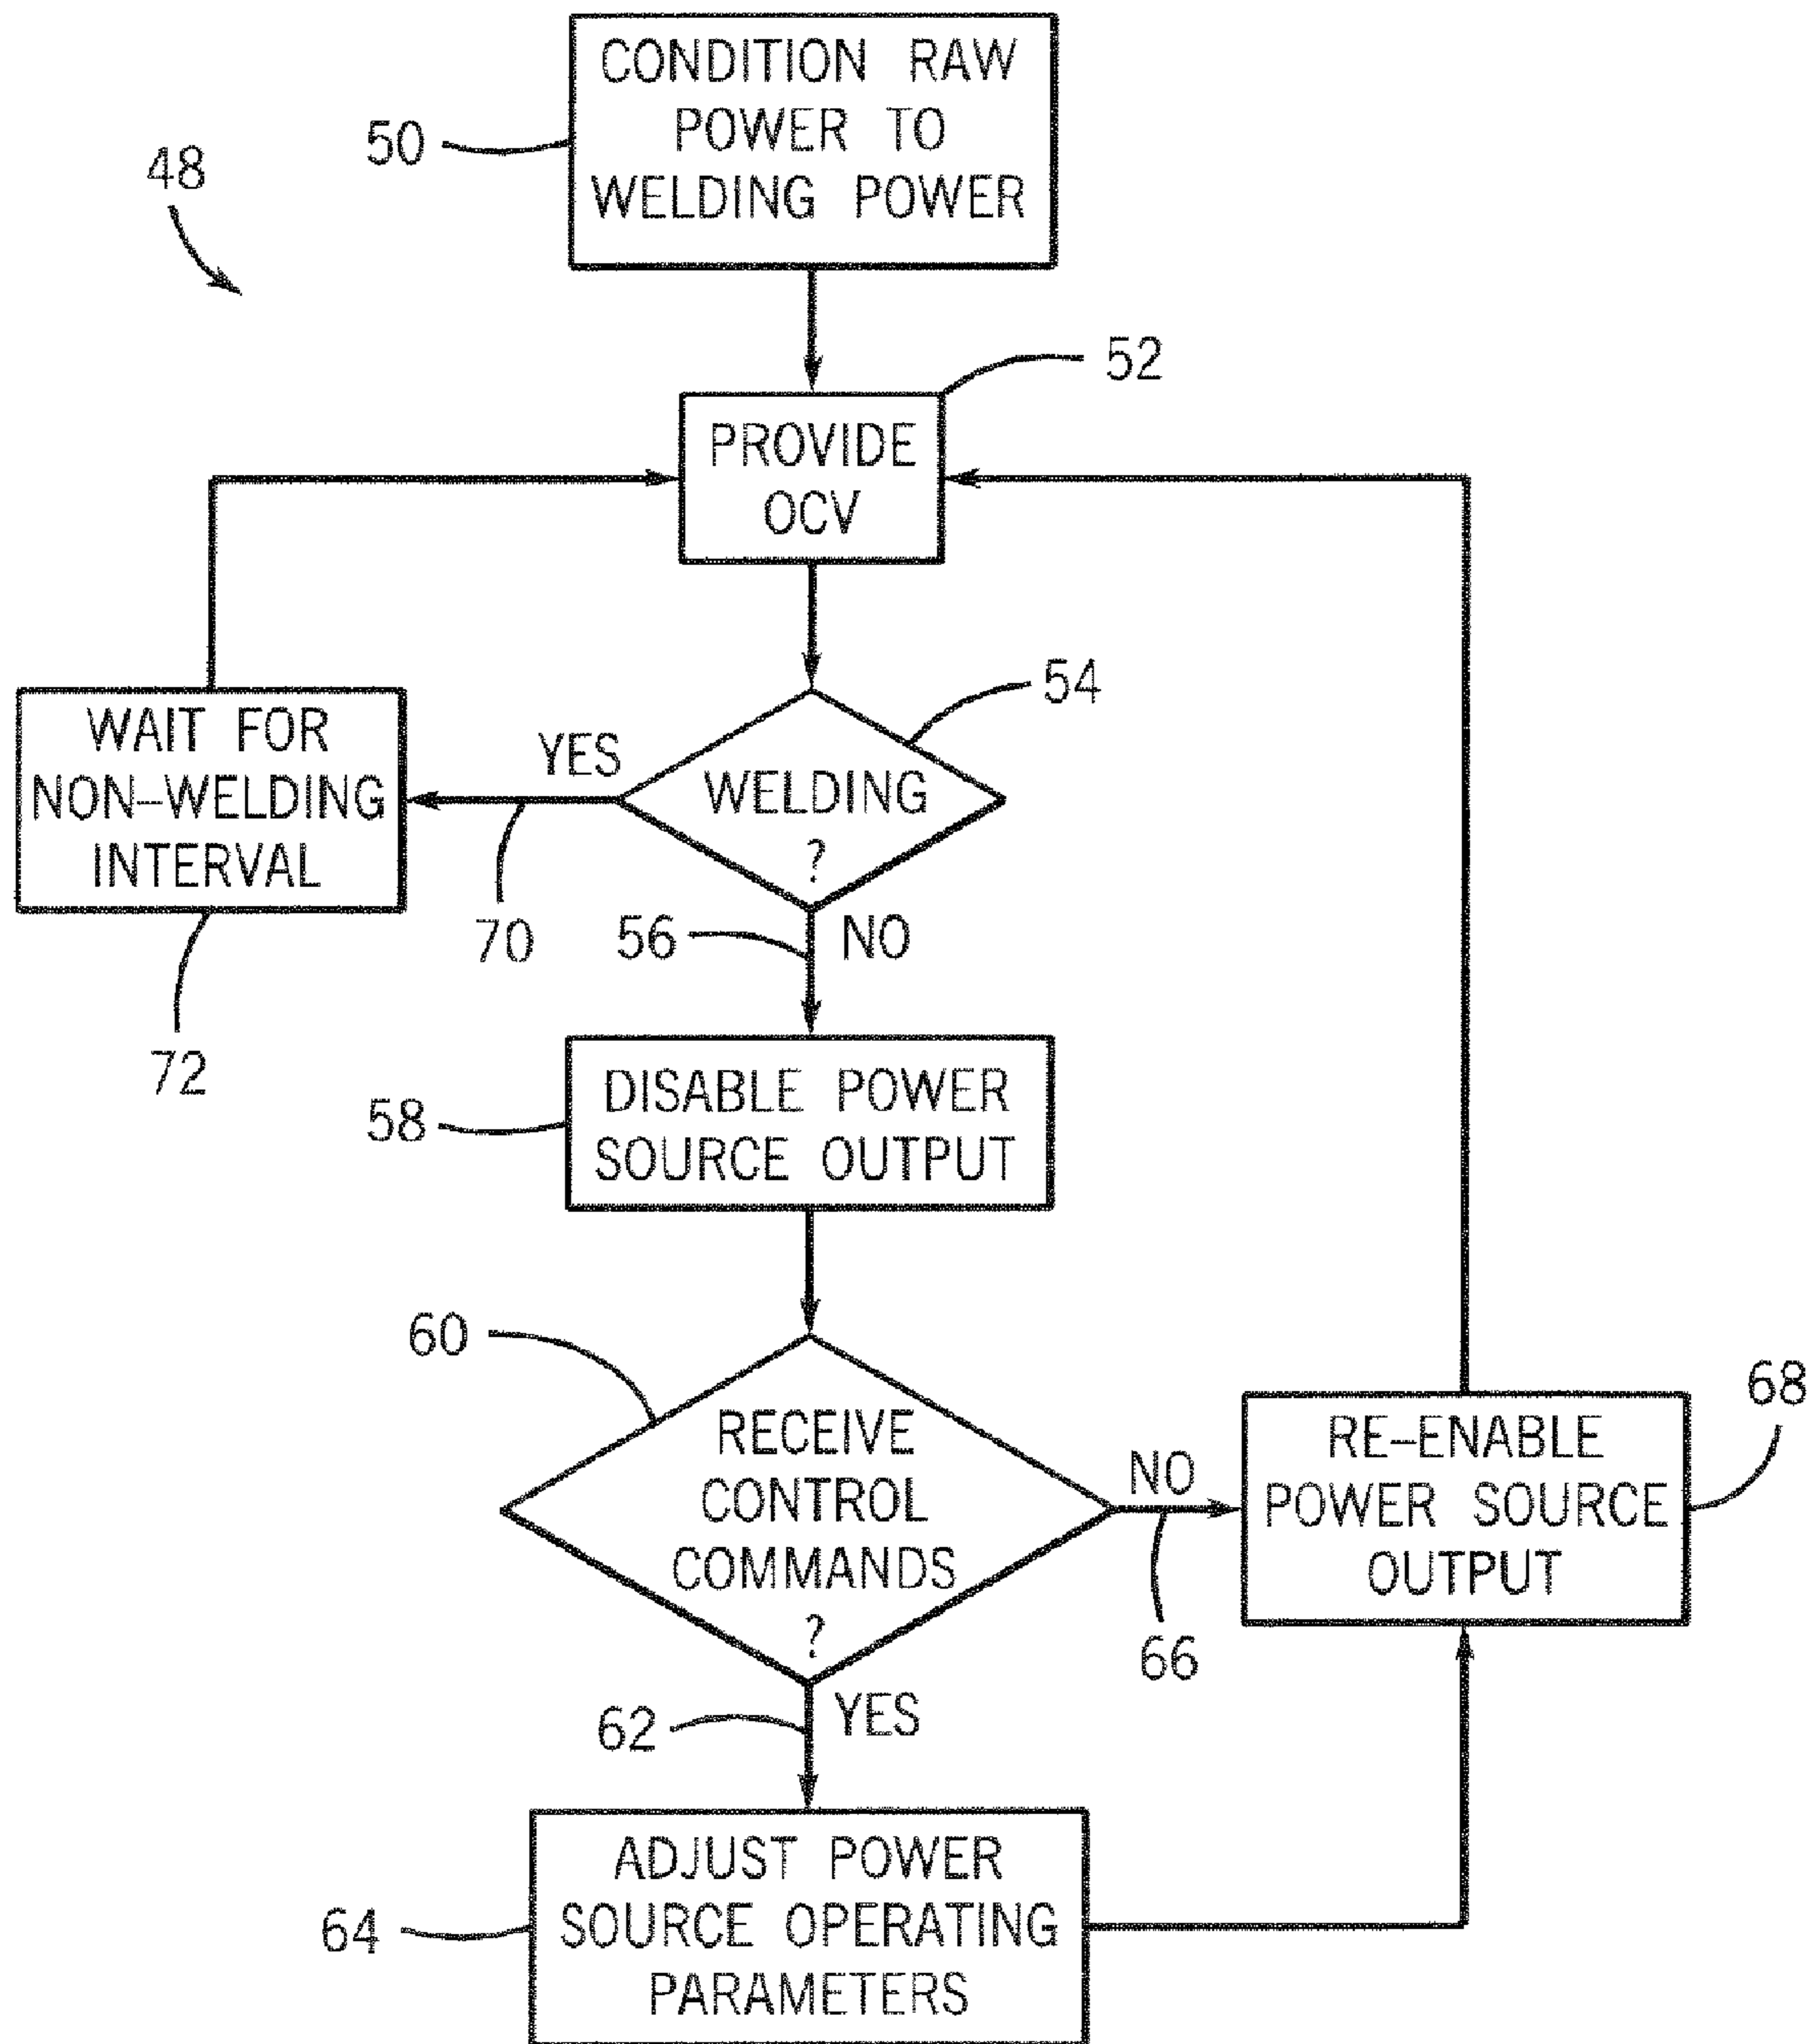 CONDITION RAW
POWER TO
WELDING POWER
50
48
52
PROVIDE
OCV
54
WELDING
?
YES
WAIT FOR
NON–WELDING
INTERVAL
70
56
NO
72
DISABLE POWER
SOURCE OUTPUT
58
60
RECEIVE
CONTROL
COMMANDS
?
NO
66
RE–ENABLE
POWER SOURCE
OUTPUT
68
62
YES
ADJUST POWER
SOURCE OPERATING
PARAMETERS
64